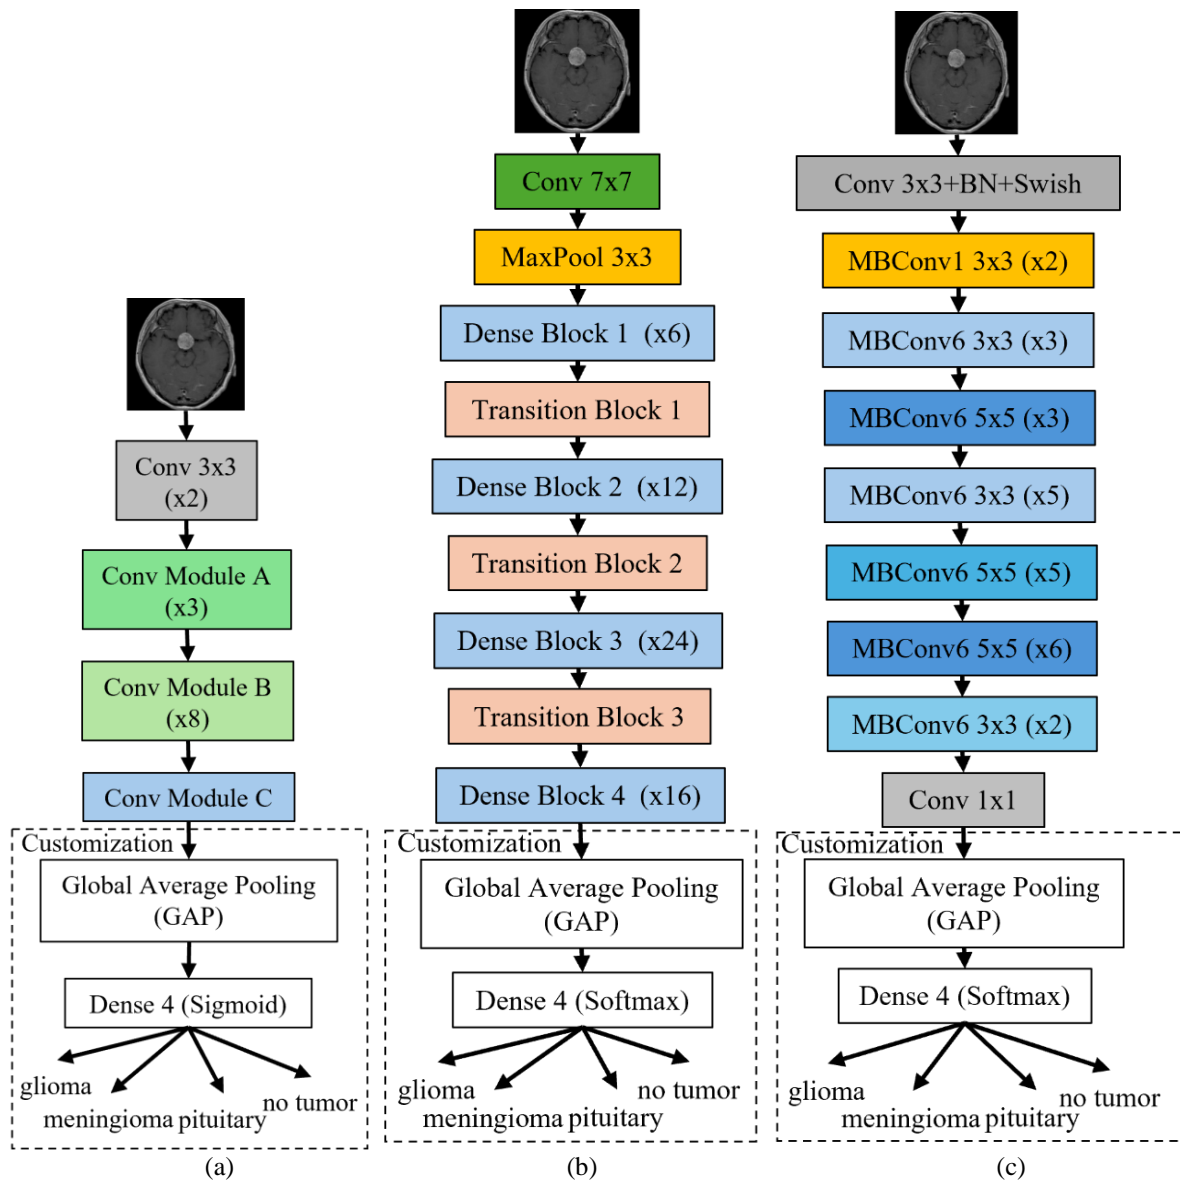 Conv 3x3
(x2)
Conv Module A
(x3)
Conv Module B
(x8)
Conv Module C
Customization
Global Average Pooling
(GAP)
Dense 4 (Sigmoid)
glioma
meningioma
pituitary
no tumor
(a)
Conv 7x7
MaxPool 3x3
Dense Block 1 (x6)
Transition Block 1
Dense Block 2 (x12)
Transition Block 2
Dense Block 3 (x24)
Transition Block 3
Dense Block 4 (x16)
Customization
Global Average Pooling
(GAP)
Dense 4 (Softmax)
glioma
meningioma
pituitary
no tumor
(b)
Conv 3x3+BN+Swish
MBConv1 3x3 (x2)
MBConv6 3x3 (x3)
MBConv6 5x5 (x3)
MBConv6 3x3 (x5)
MBConv6 5x5 (x5)
MBConv6 5x5 (x6)
MBConv6 3x3 (x2)
Conv 1x1
Customization
Global Average Pooling
(GAP)
Dense 4 (Softmax)
glioma
meningioma
pituitary
no tumor
(c)